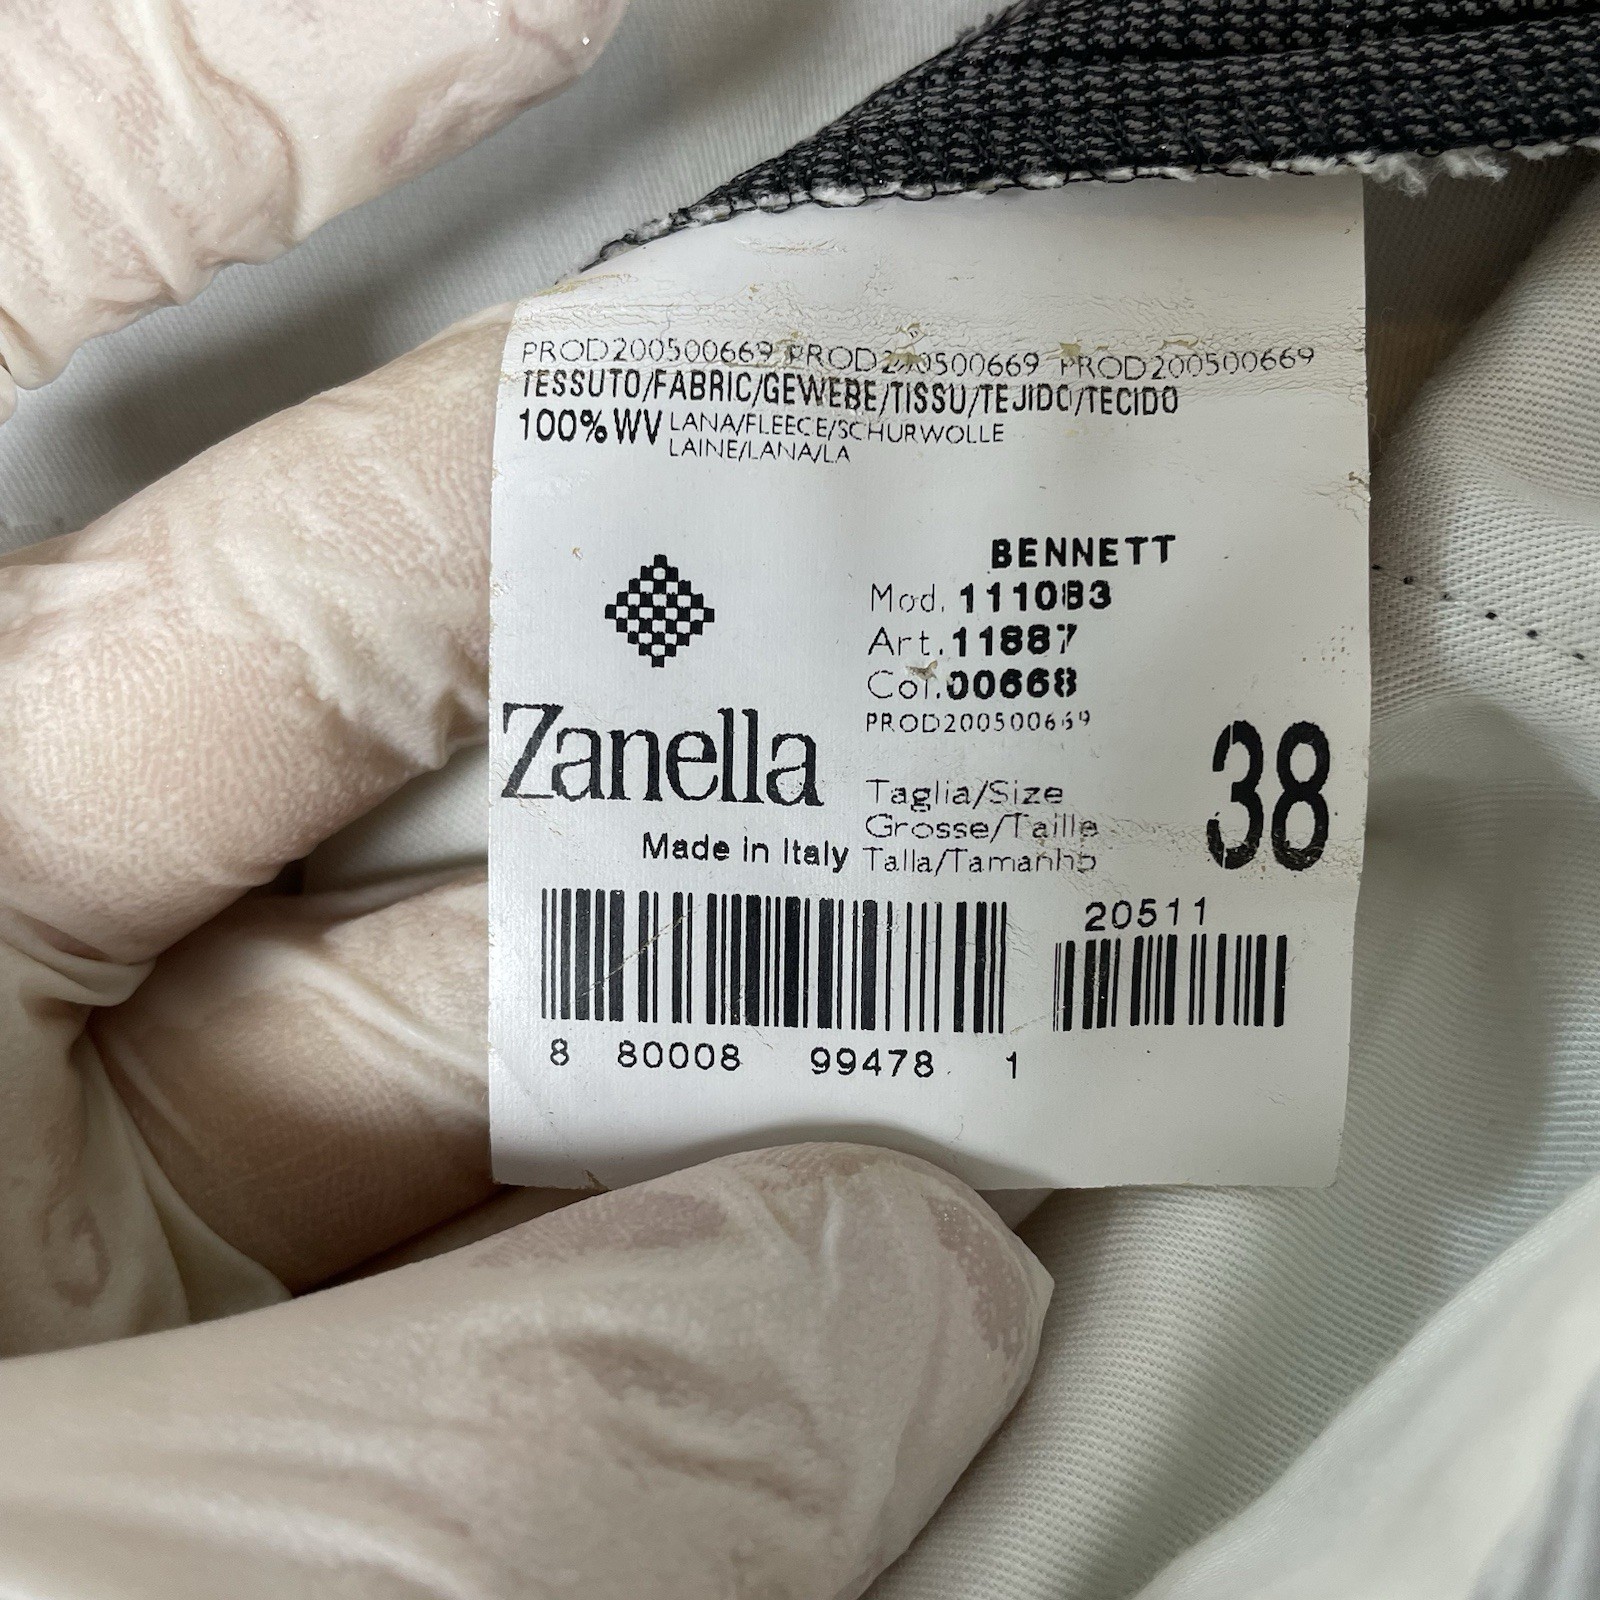 PROD200500669 PROD200500669 PROD200500669
TESSUTO/FABRIC/GEWEBE/TISSU/TEJIDO/TECIDO
100% WV LANA/FLEECE/SCHURWOLLE
LAINE/LANA/LA
BENNETT
Mod. 111083
Art. 11887
Col. 00668
PROD200500669
Zanella
Made in Italy
Taglia/Size
Grosse/Taille
Talla/Tamanho
38
20511
8 80008 99478 1